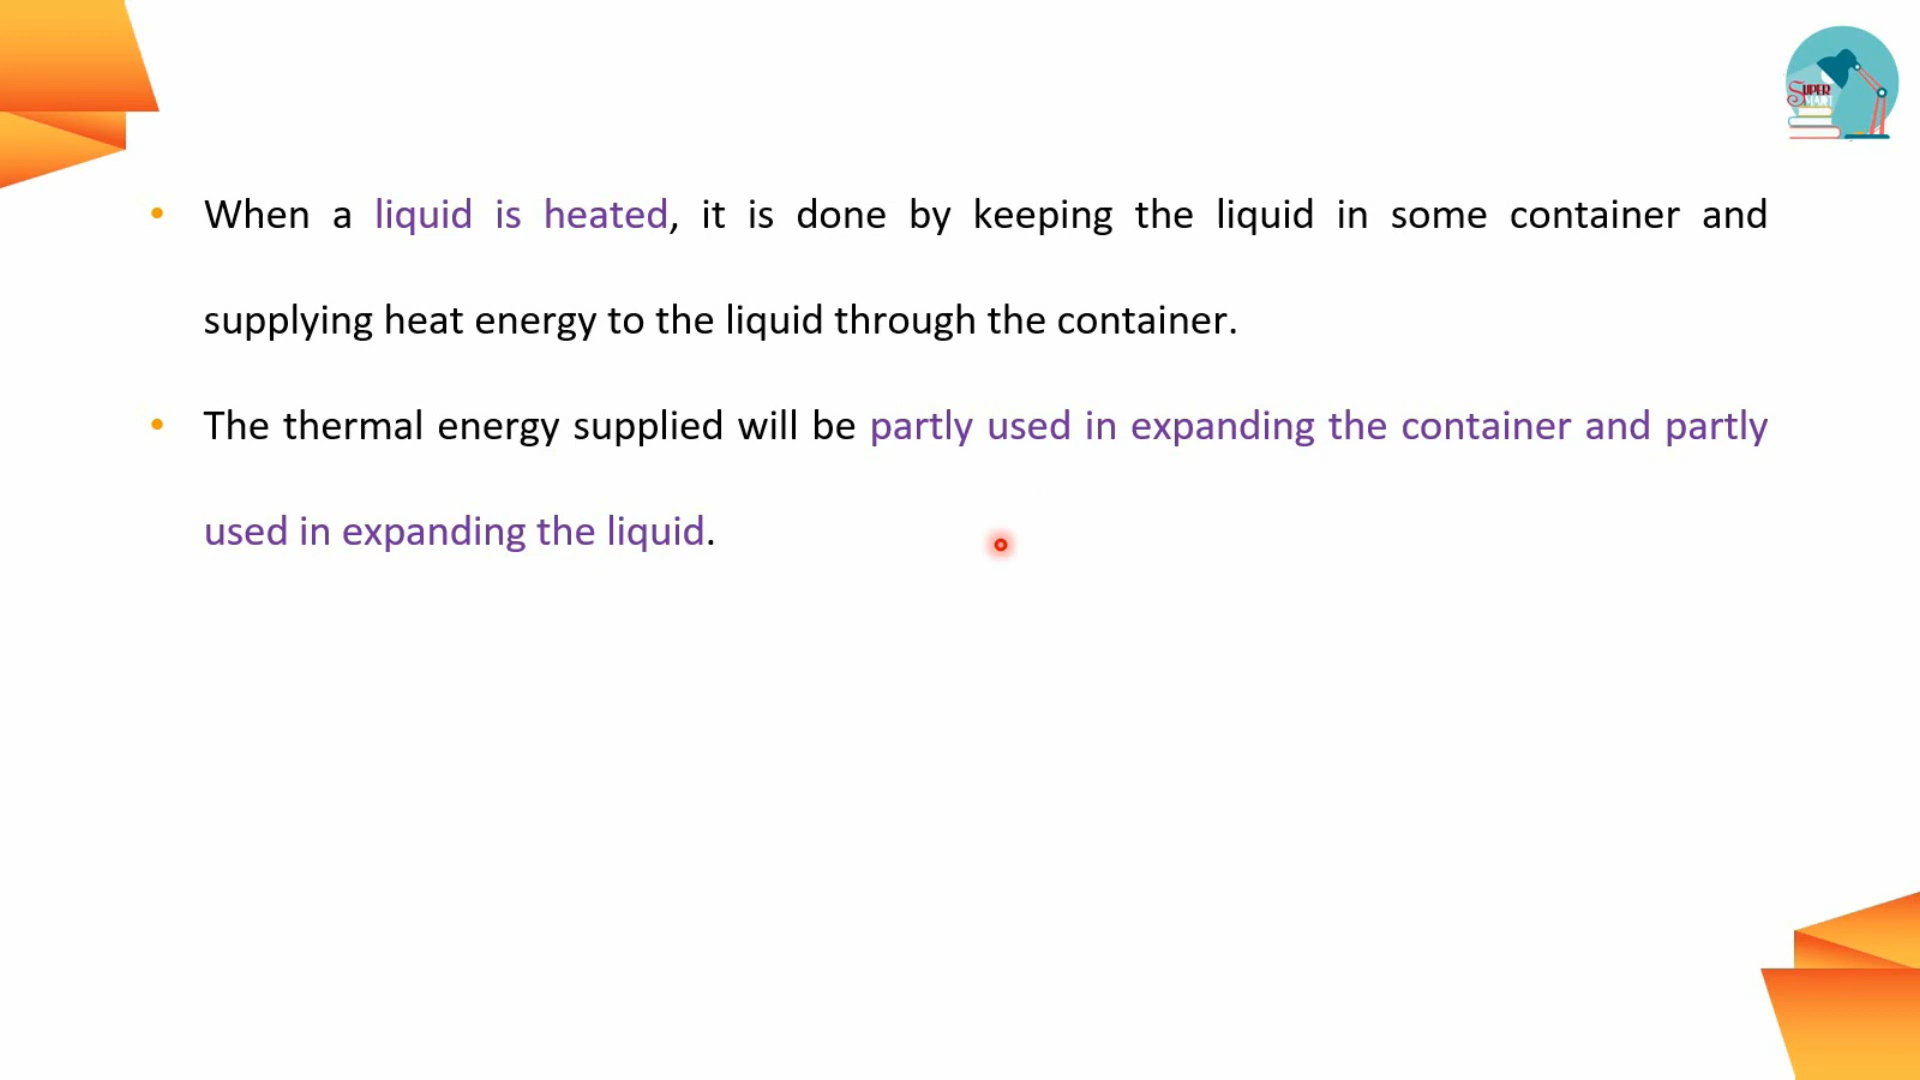 SUPER
SMART
• When a liquid is heated, it is done by keeping the liquid in some container and
supplying heat energy to the liquid through the container.
• The thermal energy supplied will be partly used in expanding the container and partly
used in expanding the liquid.